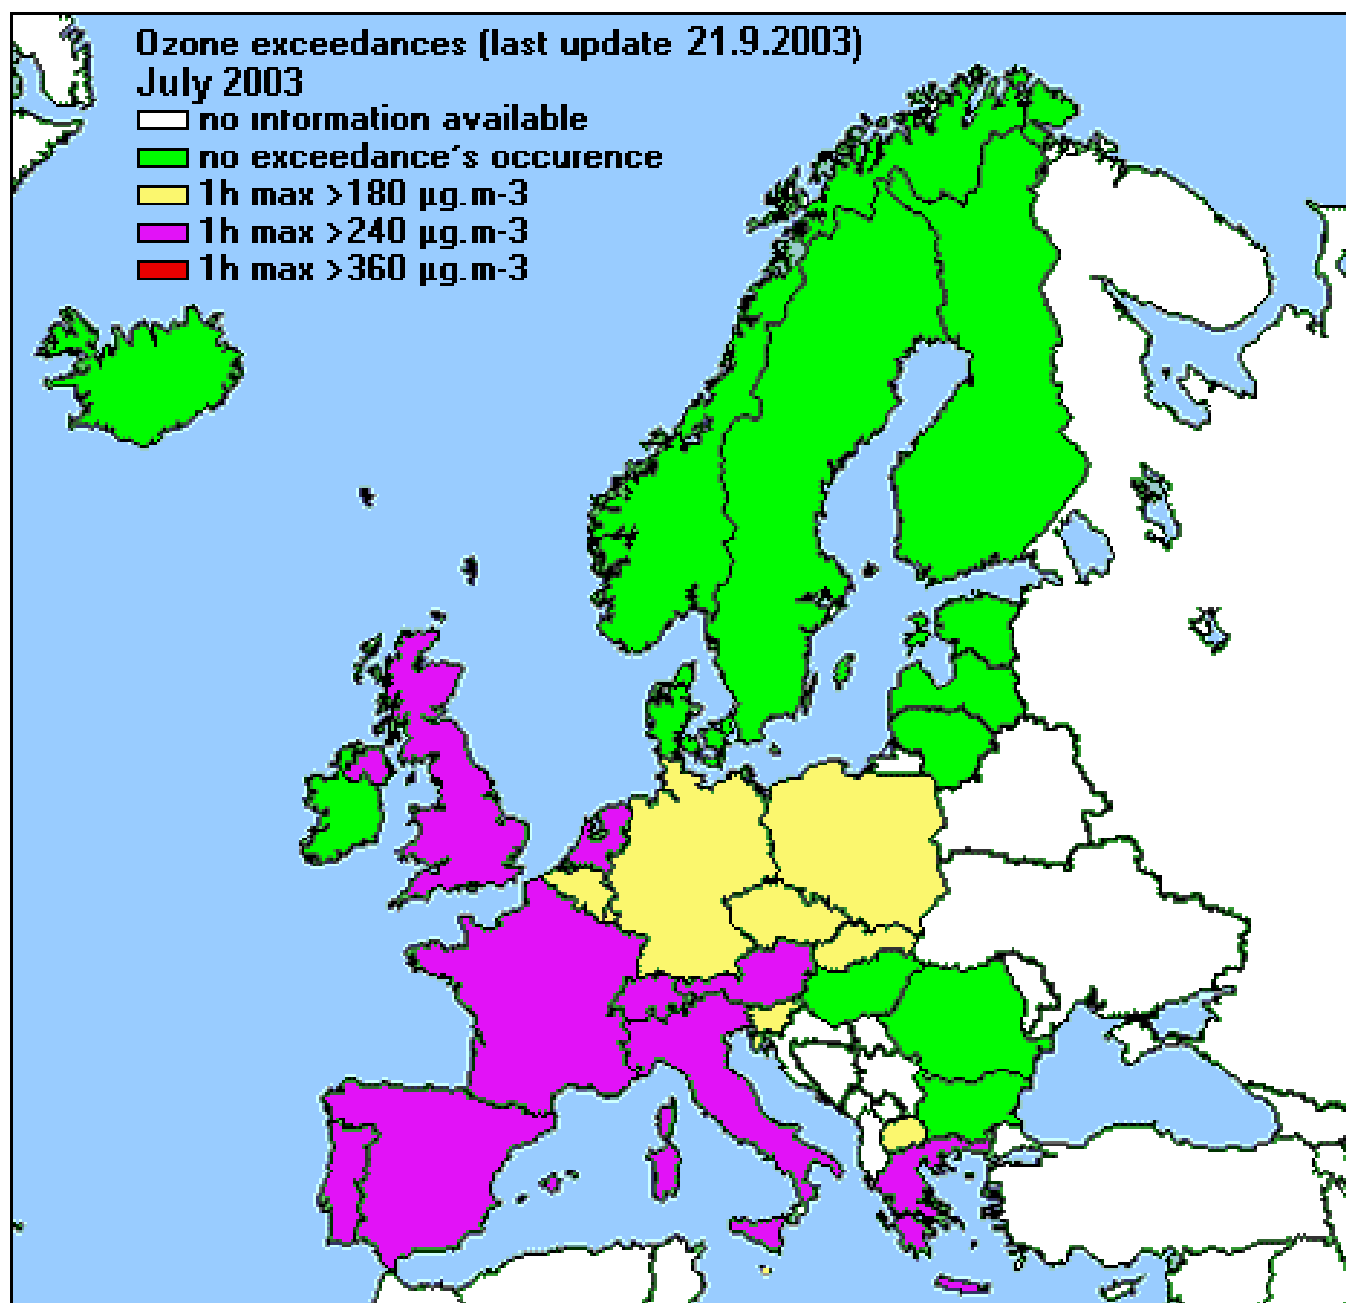 Ozone exceedances (last update 21.9.2003)
July 2003
no information available
no exceedance's occurence
1h max >180 µg.m-3
1h max >240 µg.m-3
1h max >360 µg.m-3